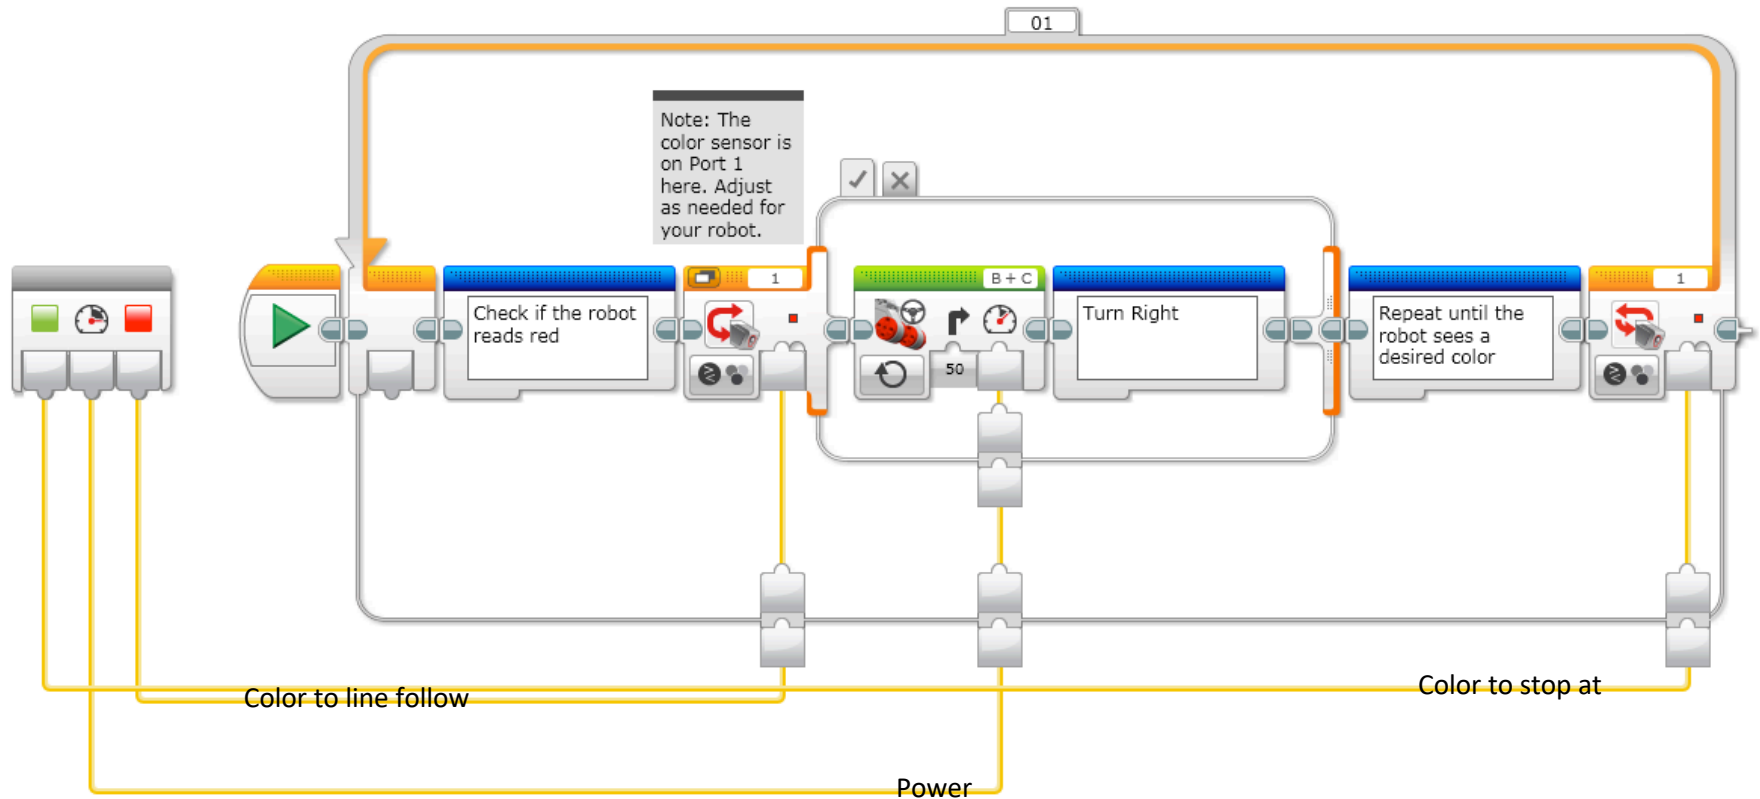 01
Note: The
color sensor is
on Port 1
here. Adjust
as needed for
your robot.
1
B + C
1
Check if the robot
reads red
Turn Right
Repeat until the
robot sees a
desired color
50
Color to line follow
Color to stop at
Power